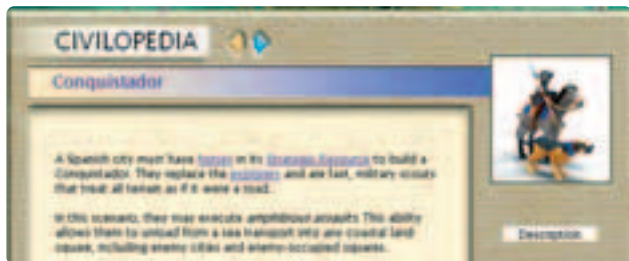 CIVILOPEDIA
Conquistador
A Spanish city must have horses in its Strategic Resource to build a
Conquistador. They replace the explorers and are fast, military scouts
that treat all terrain as if it were a road.
In this scenario, they may execute amphibious assaults. This ability
allows them to unload from a sea transport into any coastal land
square, including enemy cities and enemy-occupied squares.
Description